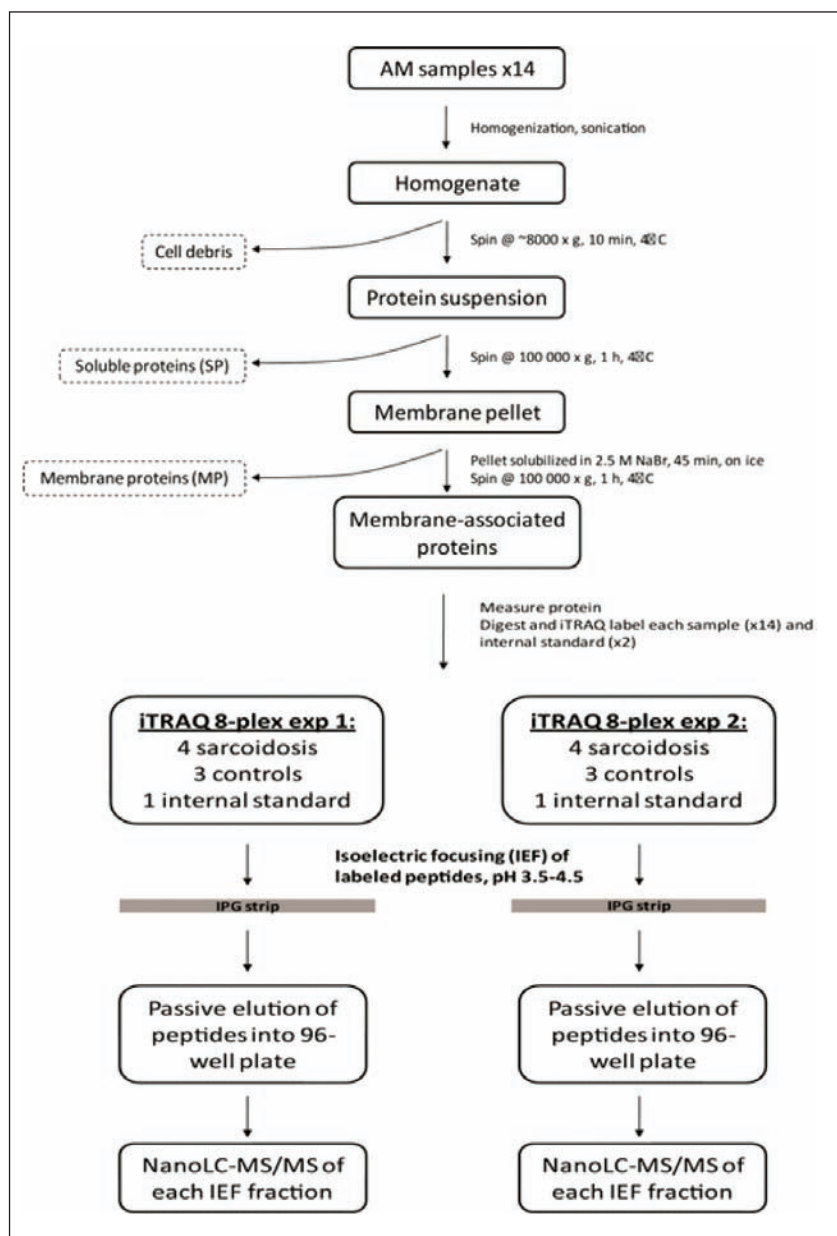 AM samples x14
Homogenization, sonication
Homogenate
Spin @ ~8000 x g, 10 min, 4☒C
Cell debris
Protein suspension
Spin @ 100 000 x g, 1 h, 4☒C
Soluble proteins (SP)
Membrane pellet
Pellet solubilized in 2.5 M NaBr, 45 min, on ice
Spin @ 100 000 x g, 1 h, 4☒C
Membrane proteins (MP)
Membrane-associated
proteins
Measure protein
Digest and iTRAQ label each sample (x14) and
internal standard (x2)
iTRAQ 8-plex exp 1:
4 sarcoidosis
3 controls
1 internal standard
iTRAQ 8-plex exp 2:
4 sarcoidosis
3 controls
1 internal standard
Isoelectric focusing (IEF) of
labeled peptides, pH 3.5-4.5
IPG strip
IPG strip
Passive elution of
peptides into 96-
well plate
Passive elution of
peptides into 96-
well plate
NanoLC-MS/MS of
each IEF fraction
NanoLC-MS/MS of
each IEF fraction